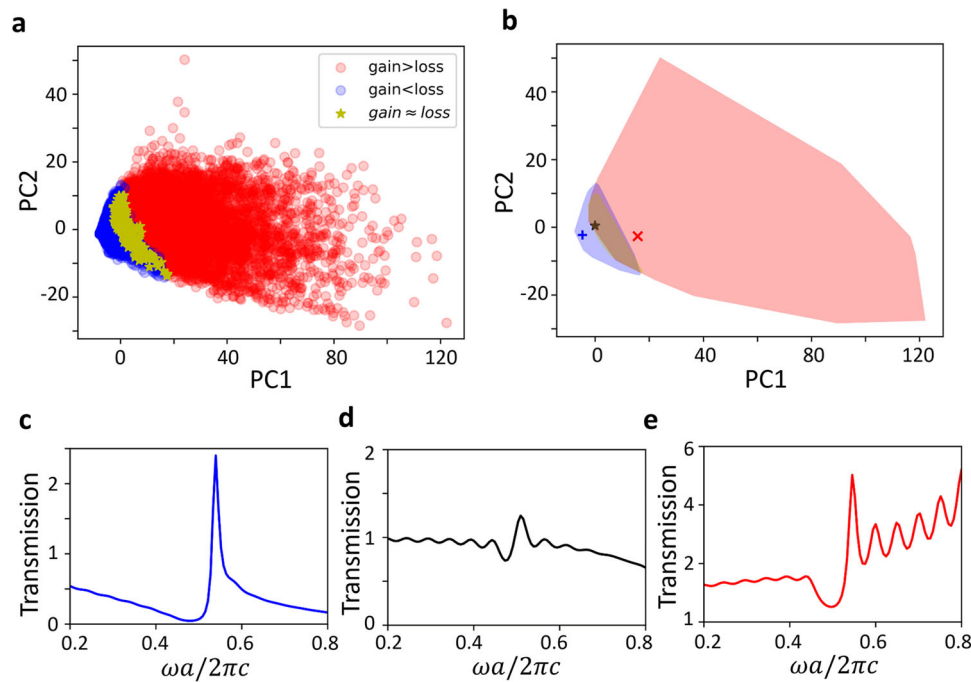 a
gain>loss
gain<loss
gain ≈ loss
PC2
40
20
0
-20
0 40 80 120
PC1
b
PC2
40
20
0
-20
0 40 80 120
PC1
c
Transmission
2
1
0
0.2 0.4 0.6 0.8
ωa/2πc
d
Transmission
2
1
0
0.2 0.4 0.6 0.8
ωa/2πc
e
Transmission
6
4
2
1
0.2 0.4 0.6 0.8
ωa/2πc